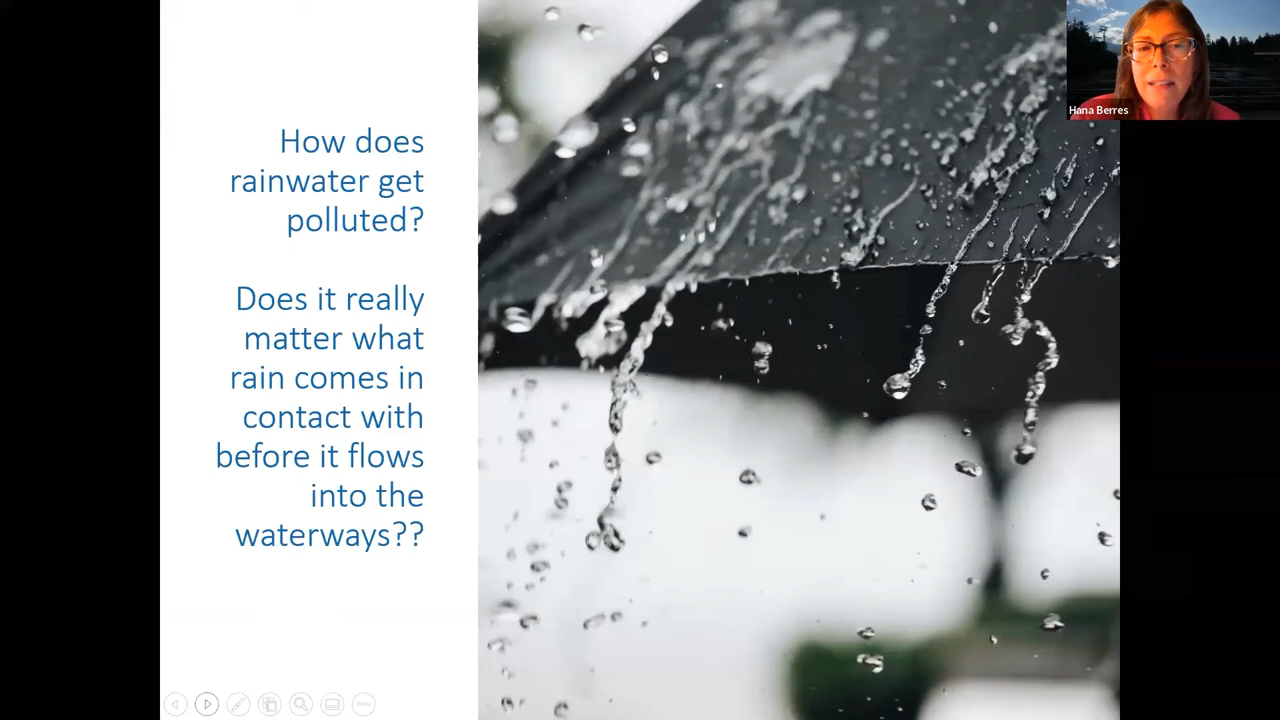 How does
rainwater get
polluted?
Does it really
matter what
rain comes in
contact with
before it flows
into the
waterways??
Hana Berres